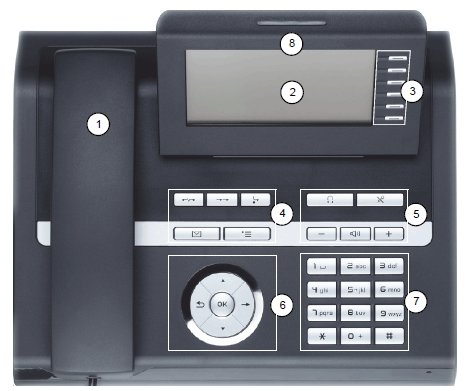 8
2
3
1
4
5
OK
6
1
2 abc
3 def
4 ghi
5 jkl
6 mno
7
7 pqrs
8 tuv
9 wxyz
*
0 +
#